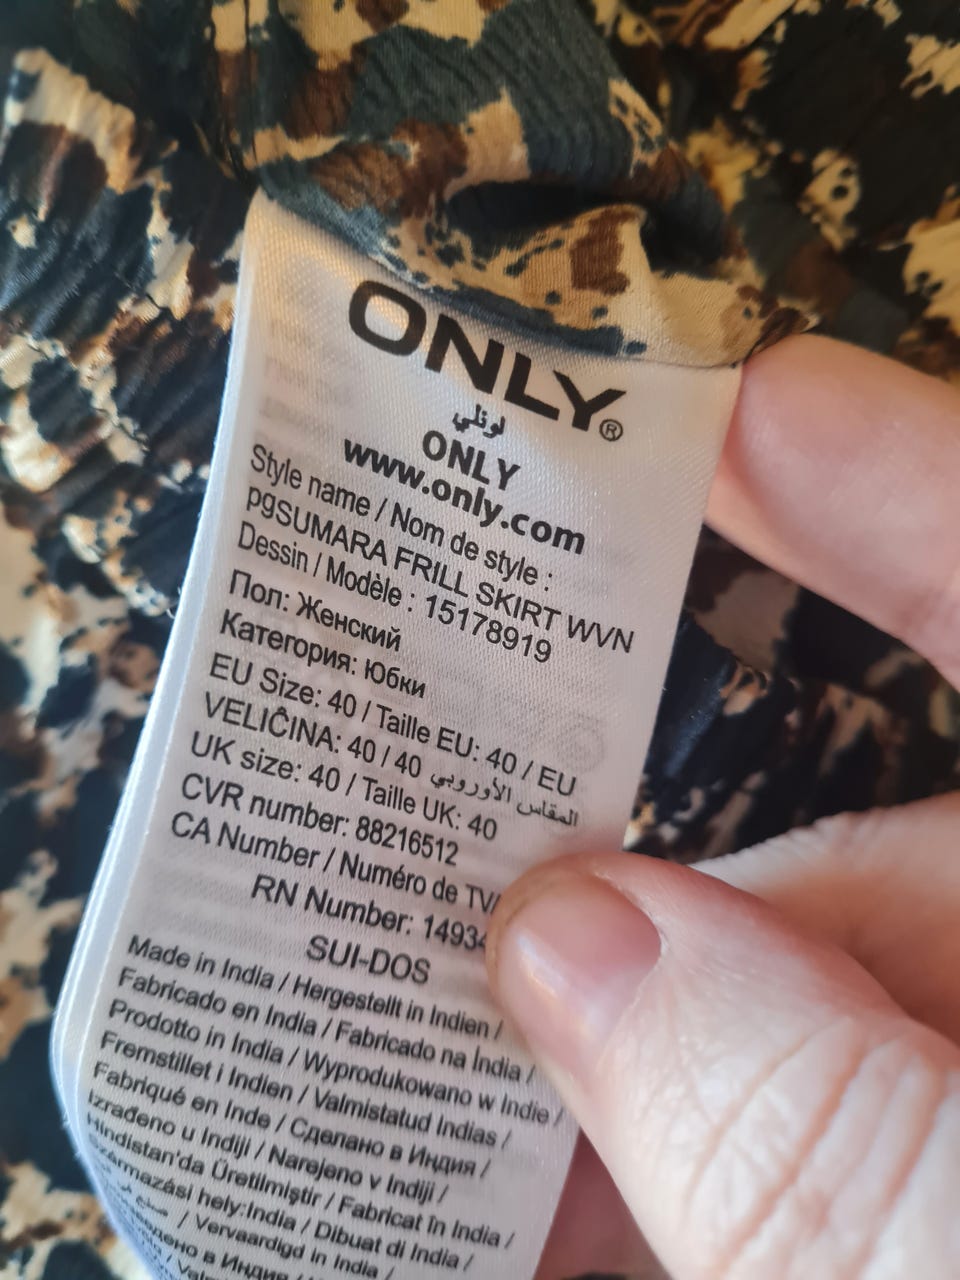 ONLY®
لونلي
ONLY
www.only.com
Style name / Nom de style :
pgSUMARA FRILL SKIRT WVN
Dessin / Modèle : 15178919
Пол: Женский
Категория: Юбки
EU Size: 40 / Taille EU: 40 / EU
VELIĈINA: 40 / 40 المقاس الأوروبي
UK size: 40 / Taille UK: 40
CVR number: 88216512
CA Number / Numéro de
RN Number:
SUI-DOS
Made in India / Hergestellt in Indien /
Fabricado en India / Fabricado na Índia /
Prodotto in India / Wyprodukowano w Indie /
Fremstillet i Indien / Valmistatud Indias /
Fabriqué en Inde / Сделано в Индия /
Izrađeno u Indiji / Narejeno v Indiji /
Hindistan'da Üretilmiştir / Fabricat în India /
hely:India / Dibuat di India /
/ Vervaardigd in India /
в Индия /